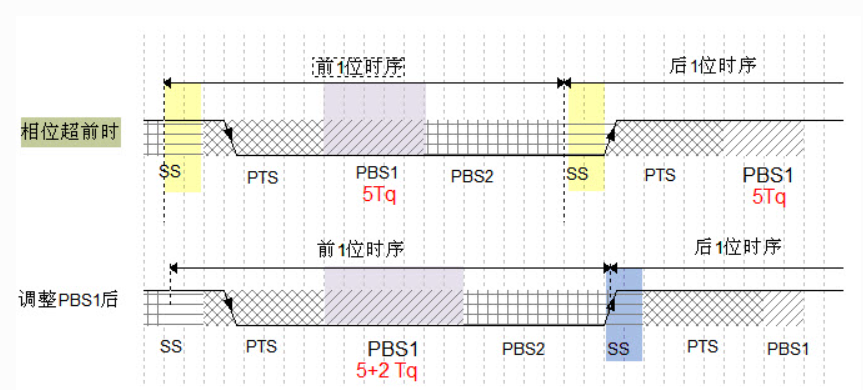 前1位时序 后1位时序
相位超前时
SS PTS PBS1 PBS2 SS PTS PBS1
5Tq 5Tq
前1位时序 后1位时序
调整PBS1后
SS PTS PBS1 PBS2 SS PTS PBS1
5+2 Tq